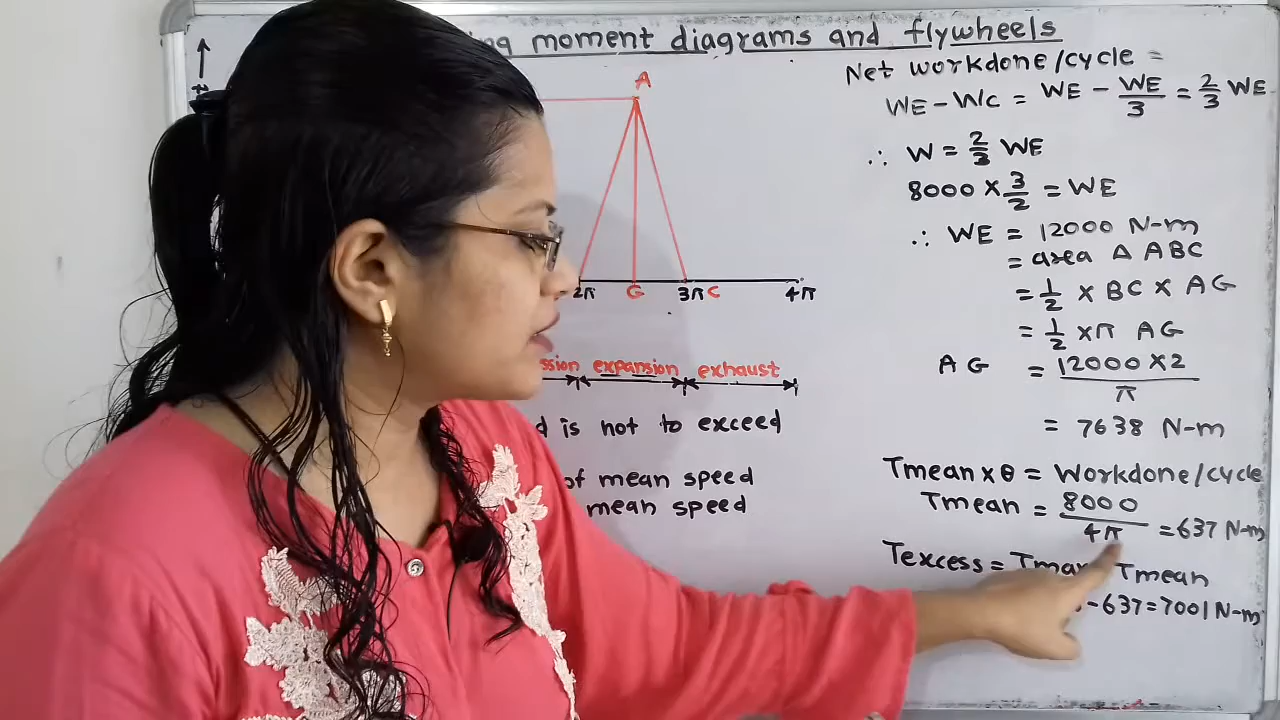 moment diagrams and flywheels
A
2π G 3π C 4π
expansion exhaust
is not to exceed
of mean speed
mean speed
Net workdone/cycle =
WE - WC = WE - WE/3 = 2/3 WE
∴ W = 2/3 WE
8000 × 3/2 = WE
∴ WE = 12000 N-m
= area Δ ABC
= 1/2 × BC × AG
= 1/2 × π AG
AG = 12000×2/π
= 7638 N-m
Tmean × θ = Workdone/cycle
Tmean = 8000/4π = 637 N-m
Texcess = Tmean
- 637 = 7001 N-m